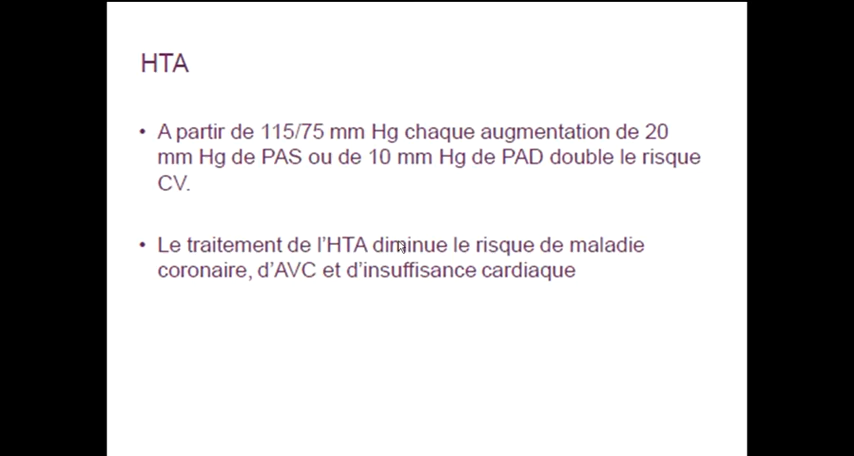 HTA
• A partir de 115/75 mm Hg chaque augmentation de 20
mm Hg de PAS ou de 10 mm Hg de PAD double le risque
CV.
• Le traitement de l'HTA diminue le risque de maladie
coronaire, d'AVC et d'insuffisance cardiaque